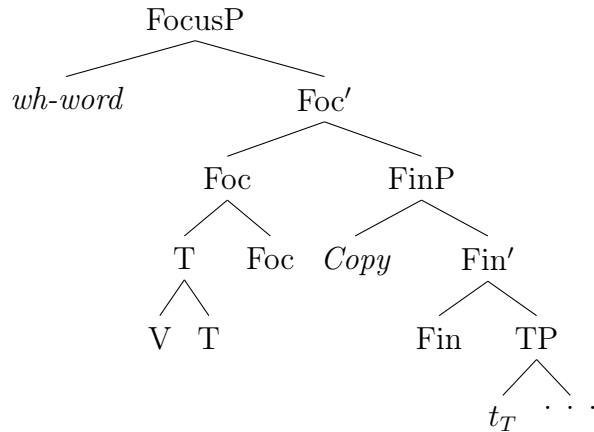 FocusP
wh-word Foc′
Foc FinP
T Foc Copy Fin′
V T Fin TP
t_T . . .